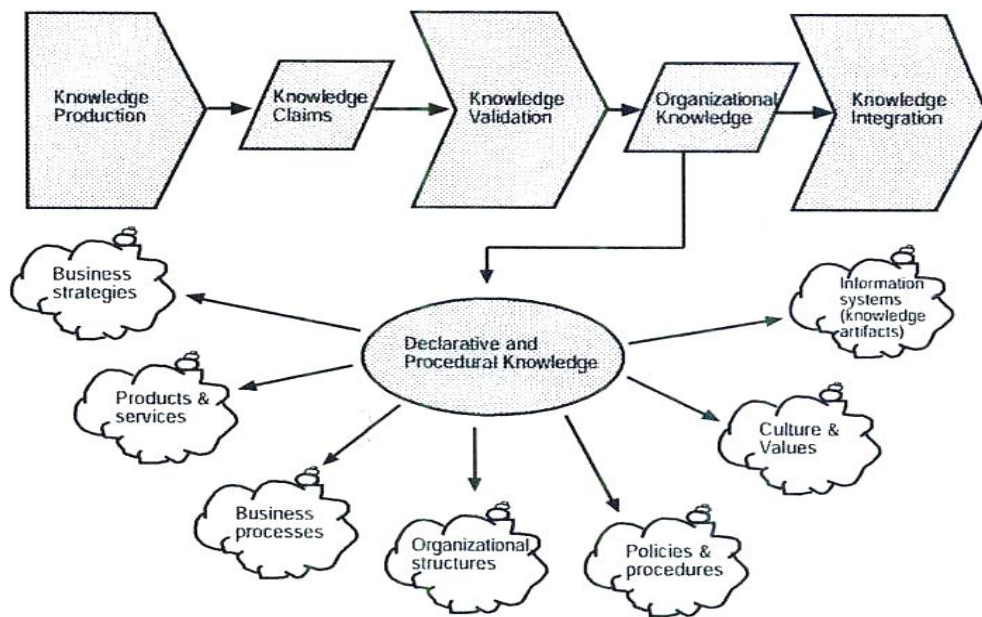 Knowledge
Production
Knowledge
Claims
Knowledge
Validation
Organizational
Knowledge
Knowledge
Integration
Business
strategies
Information
systems
(knowledge
artifacts)
Declarative and
Procedural Knowledge
Products &
services
Culture &
Values
Business
processes
Organizational
structures
Policies &
procedures